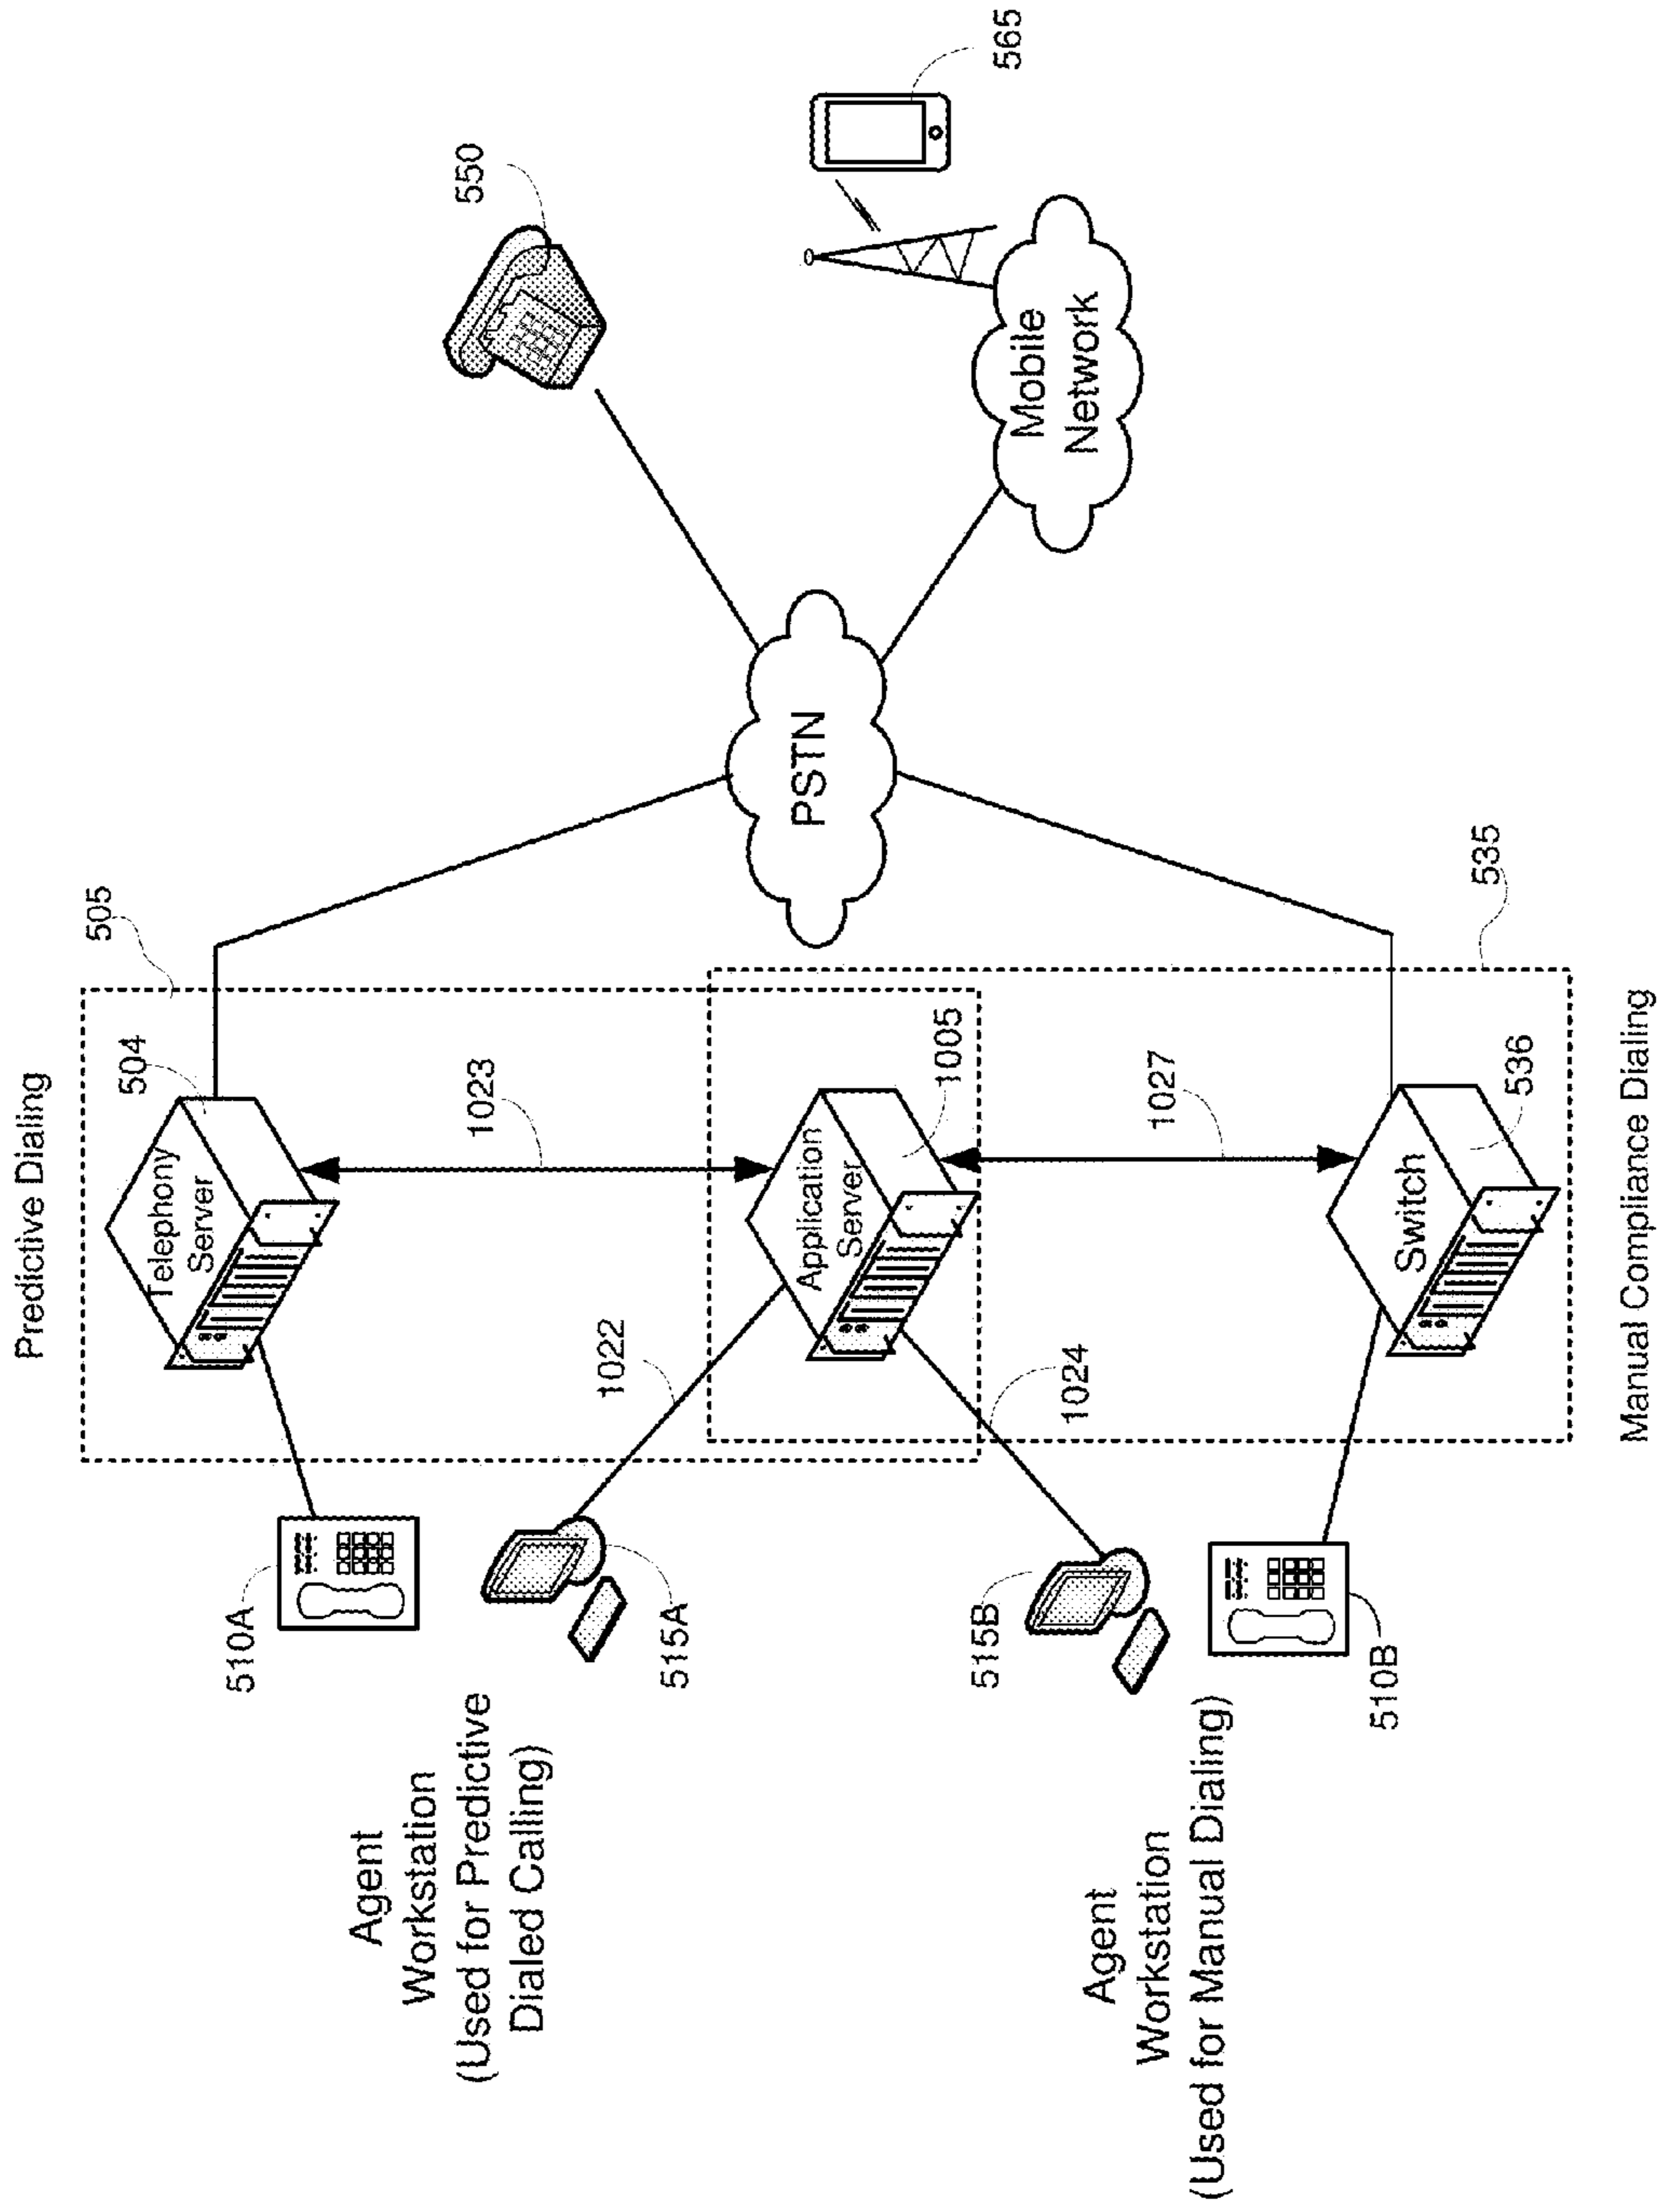 Predictive Dialing
505
504
Telephony
Server
1023
510A
Agent
Workstation
(Used for Predictive
Dialed Calling)
515A
1022
Application
Server
1005
550
PSTN
565
Mobile
Network
1024
1027
515B
Agent
Workstation
(Used for Manual Dialing)
510B
Switch
536
535
Manual Compliance Dialing